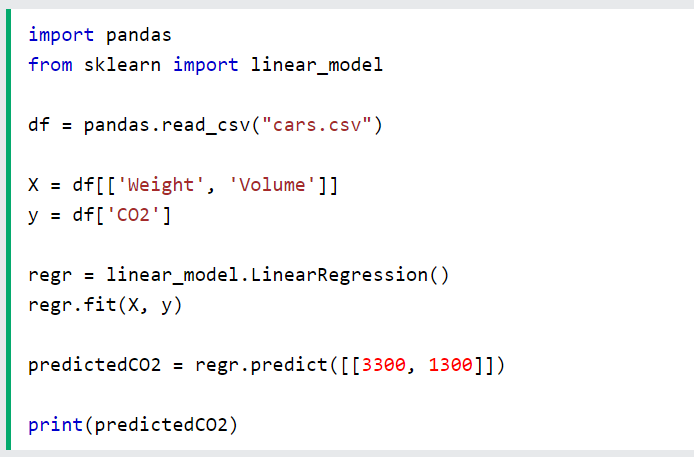 import pandas
from sklearn import linear_model
df = pandas.read_csv("cars.csv")
X = df[['Weight', 'Volume']]
y = df['CO2']
regr = linear_model.LinearRegression()
regr.fit(X, y)
predictedCO2 = regr.predict([[3300, 1300]])
print(predictedCO2)